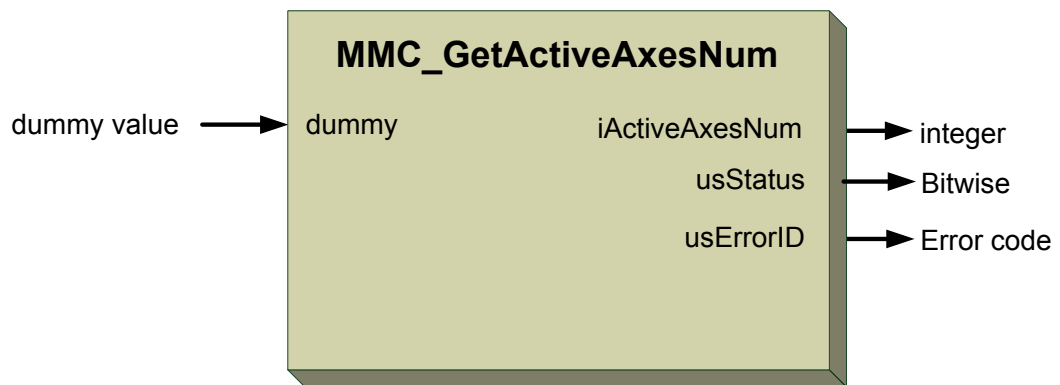 MMC_GetActiveAxesNum
dummy value dummy iActiveAxesNum integer
usStatus Bitwise
usErrorID Error code